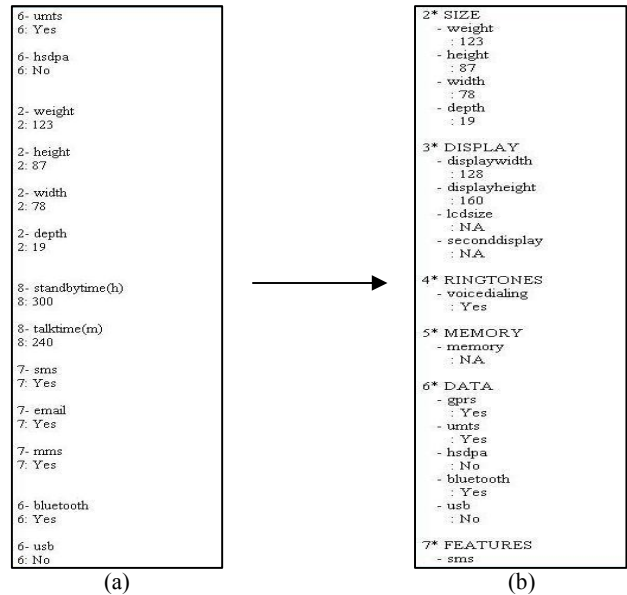 6- umts
6: Yes
6- hsdpa
6: No
2- weight
2: 123
2- height
2: 87
2- width
2: 78
2- depth
2: 19
8- standbytime(h)
8: 300
8- talktime(m)
8: 240
7- sms
7: Yes
7- email
7: Yes
7- mms
7: Yes
6- bluetooth
6: Yes
6- usb
6: No
(a)
2* SIZE
- weight
: 123
- height
: 87
- width
: 78
- depth
: 19
3* DISPLAY
- displaywidth
: 128
- displayheight
: 160
- lcdsize
: NA
- seconddisplay
: NA
4* RINGTONES
- voicedialing
: Yes
5* MEMORY
- memory
: NA
6* DATA
- gprs
: Yes
- umts
: Yes
- hsdpa
: No
- bluetooth
: Yes
- usb
: No
7* FEATURES
- sms
(b)